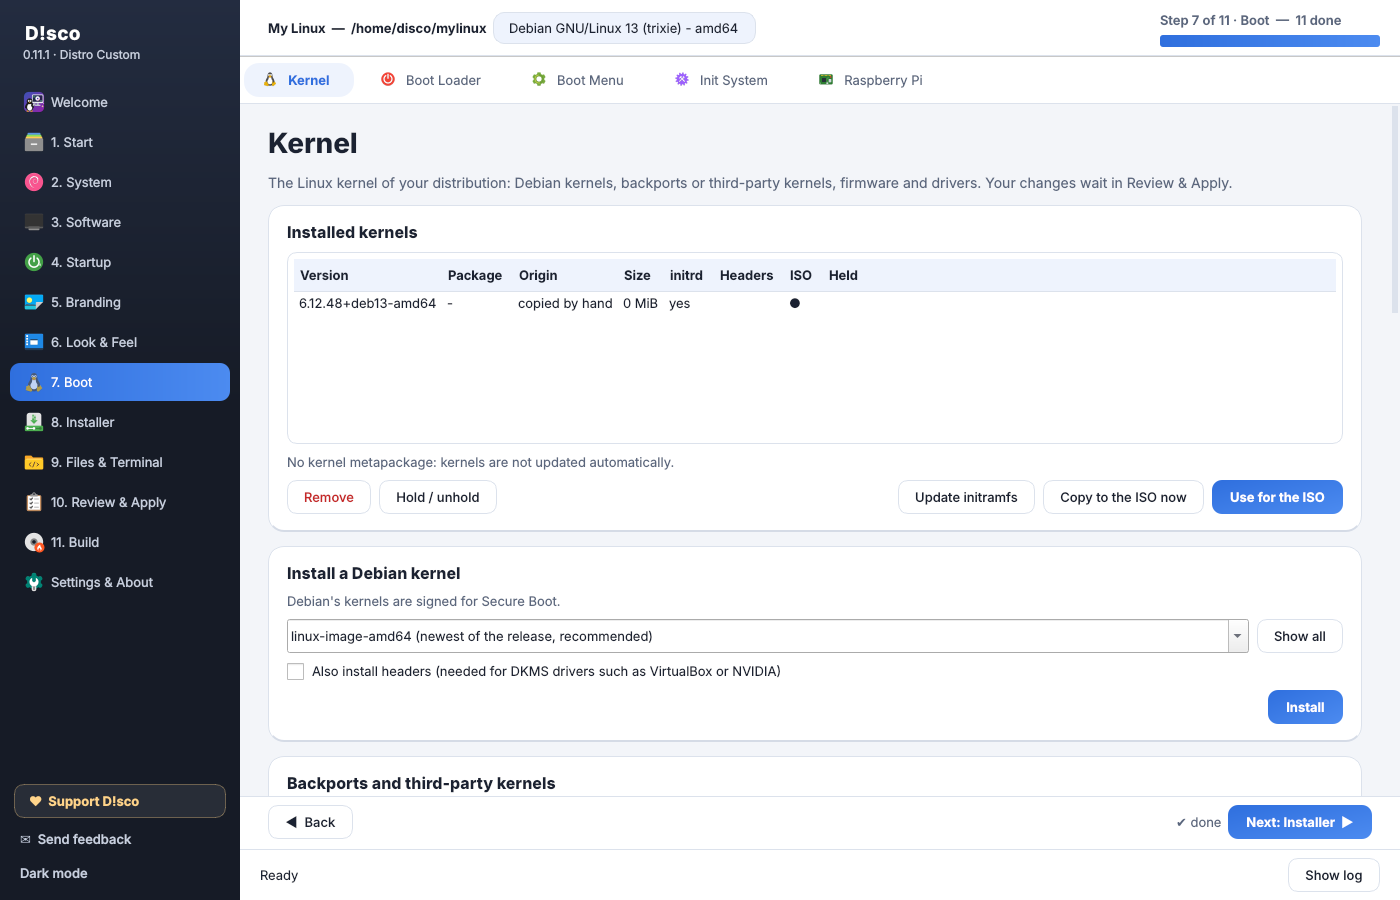 D!sco
0.11.1 · Distro Custom
Welcome
1. Start
2. System
3. Software
4. Startup
5. Branding
6. Look & Feel
7. Boot
8. Installer
9. Files & Terminal
10. Review & Apply
11. Build
Settings & About
Support D!sco
Send feedback
Dark mode
My Linux — /home/disco/mylinux
Debian GNU/Linux 13 (trixie) - amd64
Step 7 of 11 · Boot — 11 done
Kernel
Boot Loader
Boot Menu
Init System
Raspberry Pi
Kernel
The Linux kernel of your distribution: Debian kernels, backports or third-party kernels, firmware and drivers. Your changes wait in Review & Apply.
Installed kernels
Version Package Origin Size initrd Headers ISO Held
6.12.48+deb13-amd64 - copied by hand 0 MiB yes ●
No kernel metapackage: kernels are not updated automatically.
Remove
Hold / unhold
Update initramfs
Copy to the ISO now
Use for the ISO
Install a Debian kernel
Debian's kernels are signed for Secure Boot.
linux-image-amd64 (newest of the release, recommended)
Show all
Also install headers (needed for DKMS drivers such as VirtualBox or NVIDIA)
Install
Backports and third-party kernels
◀ Back
✔ done
Next: Installer ▶
Ready
Show log